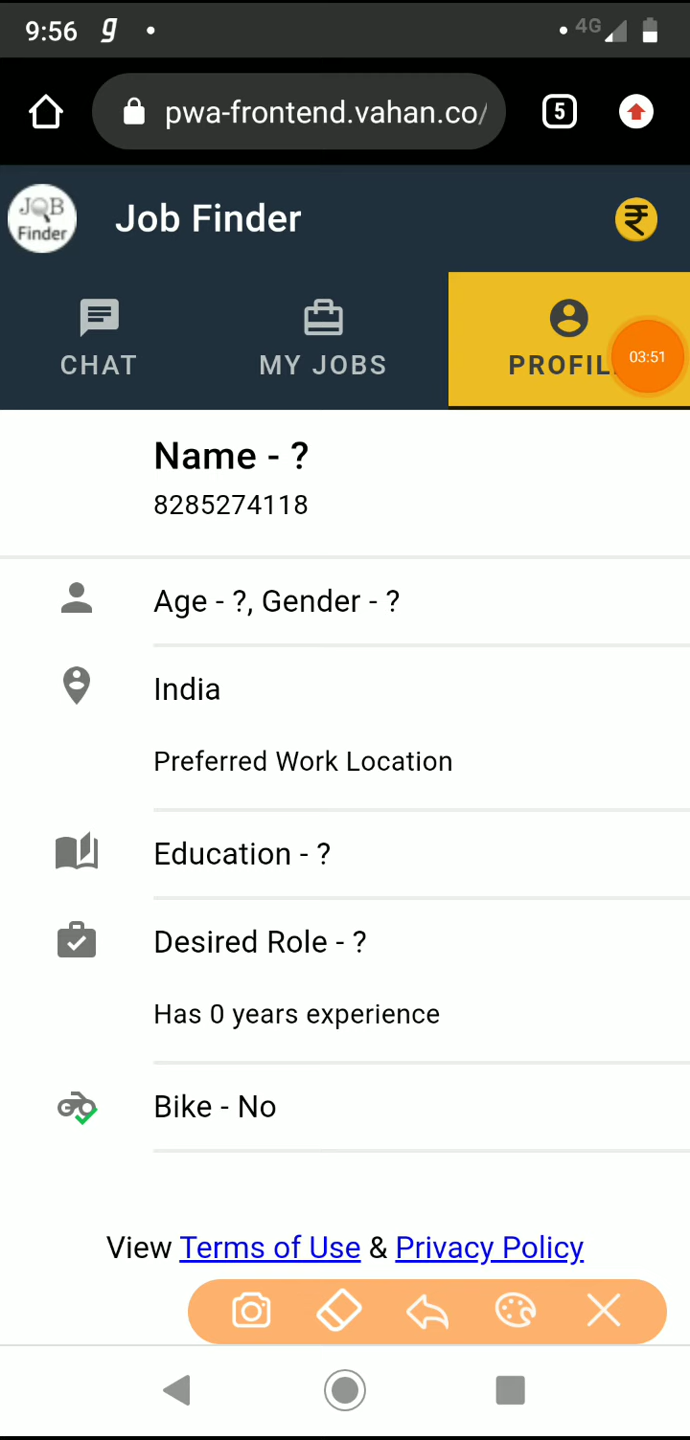 9:56 g 4G
pwa-frontend.vahan.co/ 5
JOB
Finder
Job Finder
₹
CHAT MY JOBS PROFIL
03:51
Name - ?
8285274118
Age - ?, Gender - ?
India
Preferred Work Location
Education - ?
Desired Role - ?
Has 0 years experience
Bike - No
View Terms of Use & Privacy Policy